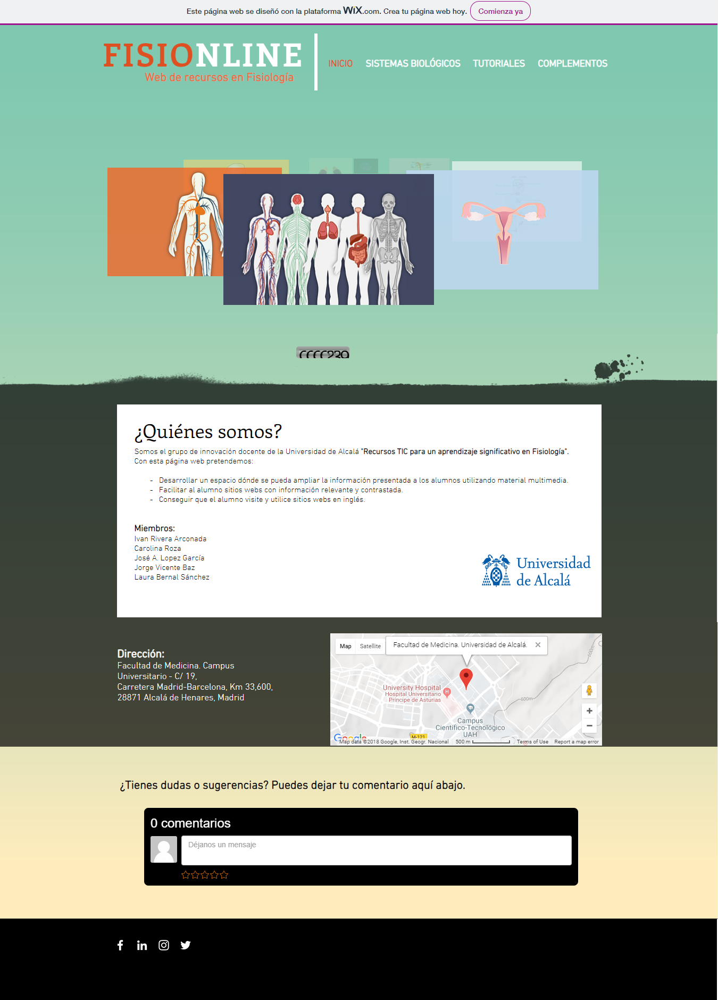 Este página web se diseñó con la plataforma WiX.com. Crea tu página web hoy. Comienza ya
FISIONLINE
Web de recursos en Fisiología
INICIO SISTEMAS BIOLÓGICOS TUTORIALES COMPLEMENTOS
¿Quiénes somos?
Somos el grupo de innovación docente de la Universidad de Alcalá "Recursos TIC para un aprendizaje significativo en Fisiología".
Con esta página web pretendemos:
- Desarrollar un espacio dónde se pueda ampliar la información presentada a los alumnos utilizando material multimedia.
- Facilitar al alumno sitios webs con información relevante y contrastada.
- Conseguir que el alumno visite y utilice sitios webs en inglés.
Miembros:
Ivan Rivera Arconada
Carolina Roza
José A. Lopez García
Jorge Vicente Baz
Laura Bernal Sánchez
Universidad
de Alcalá
Dirección:
Facultad de Medicina. Campus
Universitario - C/ 19,
Carretera Madrid-Barcelona, Km 33,600,
28871 Alcalá de Henares, Madrid
Map Satellite
Facultad de Medicina. Universidad de Alcalá.
600m
University Hospital
Hospital Universitario
Príncipe de Asturias
H
600m
Campus
Científico-Tecnológico
UAH
M-121
Google
Map data ©2018 Google, Inst. Geogr. Nacional 500 m Terms of Use Report a map error
¿Tienes dudas o sugerencias? Puedes dejar tu comentario aquí abajo.
0 comentarios
Déjanos un mensaje